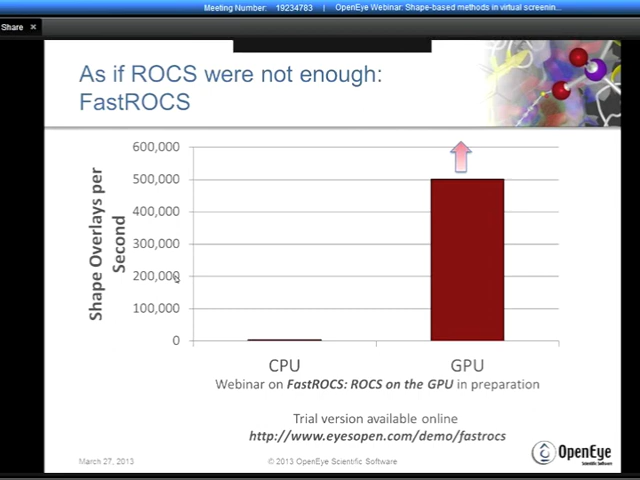 Meeting Number: 19234783 | OpenEye Webinar: Shape-based methods in virtual screenin...
Share ×
As if ROCS were not enough:
FastROCS
Shape Overlays per
Second
600,000
500,000
400,000
300,000
200,000
100,000
0
CPU
GPU
Webinar on FastROCS: ROCS on the GPU in preparation
Trial version available online
http://www.eyesopen.com/demo/fastrocs
March 27, 2013
© 2013 OpenEye Scientific Software
OpenEye
Scientific Software